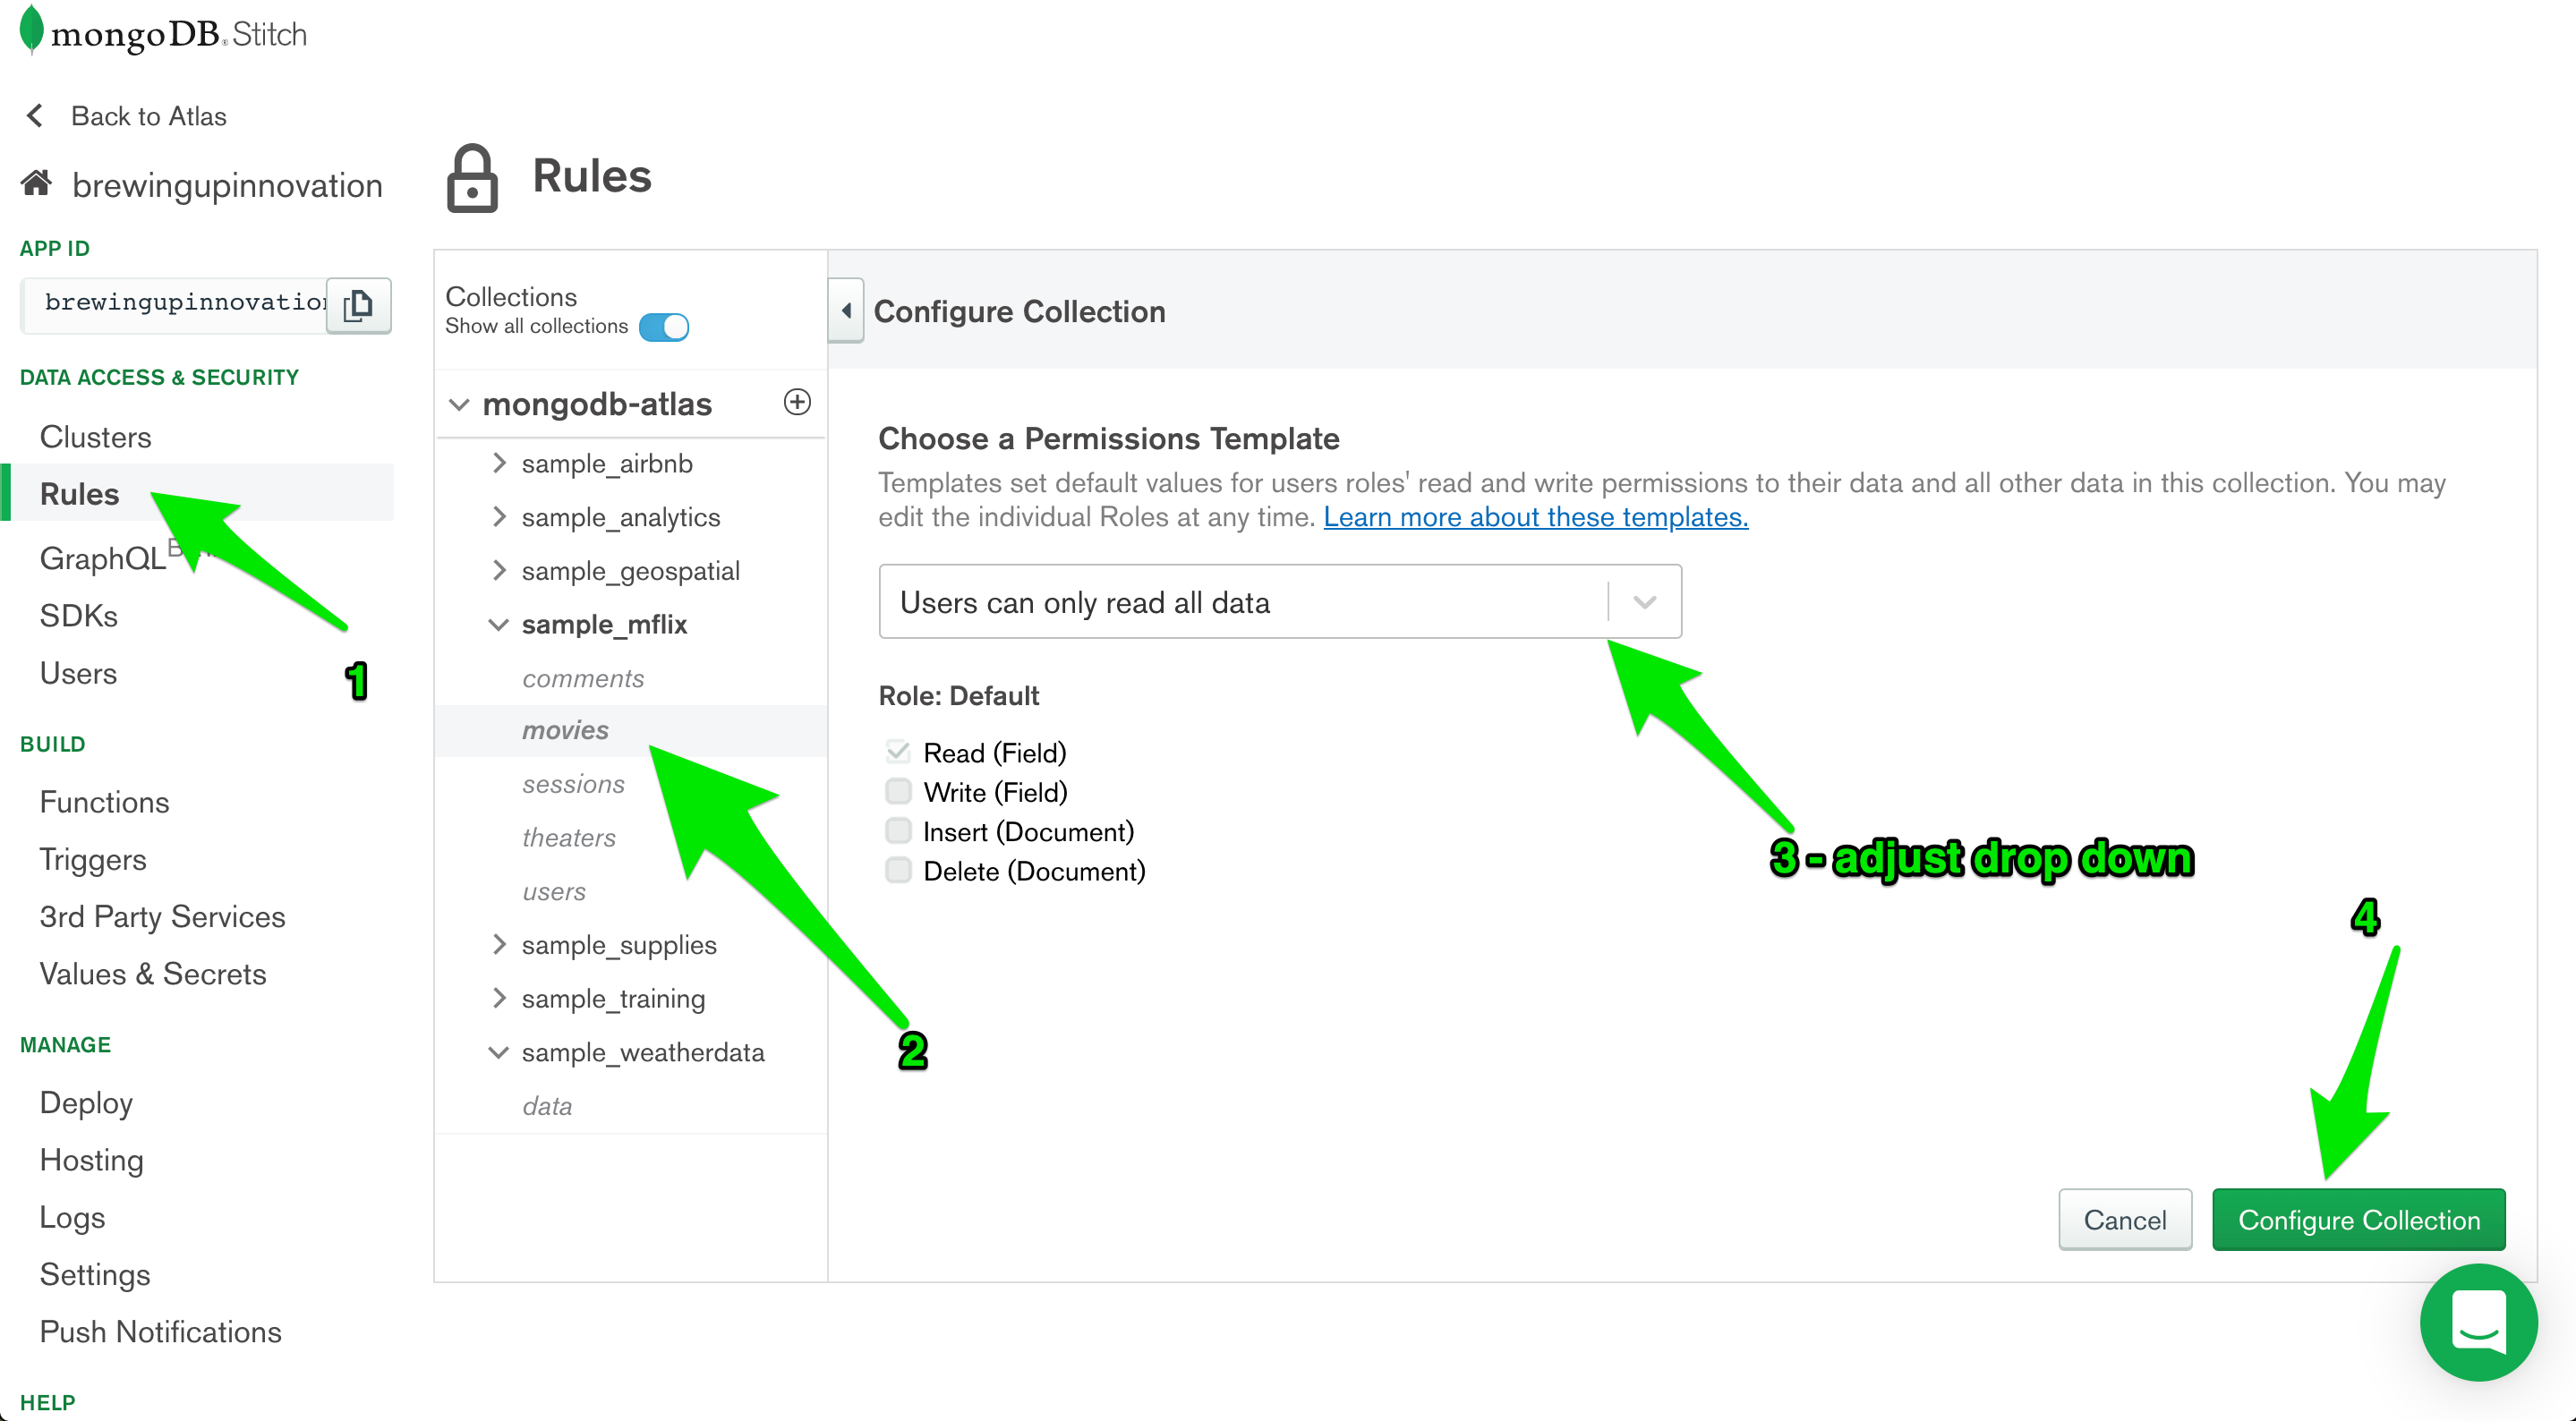 mongoDB® Stitch
Back to Atlas
brewingupinnovation
APP ID
brewingupinnovation
DATA ACCESS & SECURITY
Clusters
Rules
GraphQL
SDKs
Users
1
BUILD
Functions
Triggers
3rd Party Services
Values & Secrets
MANAGE
Deploy
Hosting
Logs
Settings
Push Notifications
HELP
Rules
Collections
Show all collections
mongodb-atlas
sample_airbnb
sample_analytics
sample_geospatial
sample_mflix
comments
movies
sessions
theaters
users
sample_supplies
sample_training
sample_weatherdata
data
2
Configure Collection
Choose a Permissions Template
Templates set default values for users roles' read and write permissions to their data and all other data in this collection. You may
edit the individual Roles at any time. Learn more about these templates.
Users can only read all data
Role: Default
Read (Field)
Write (Field)
Insert (Document)
Delete (Document)
3 - adjust drop down
4
Cancel
Configure Collection